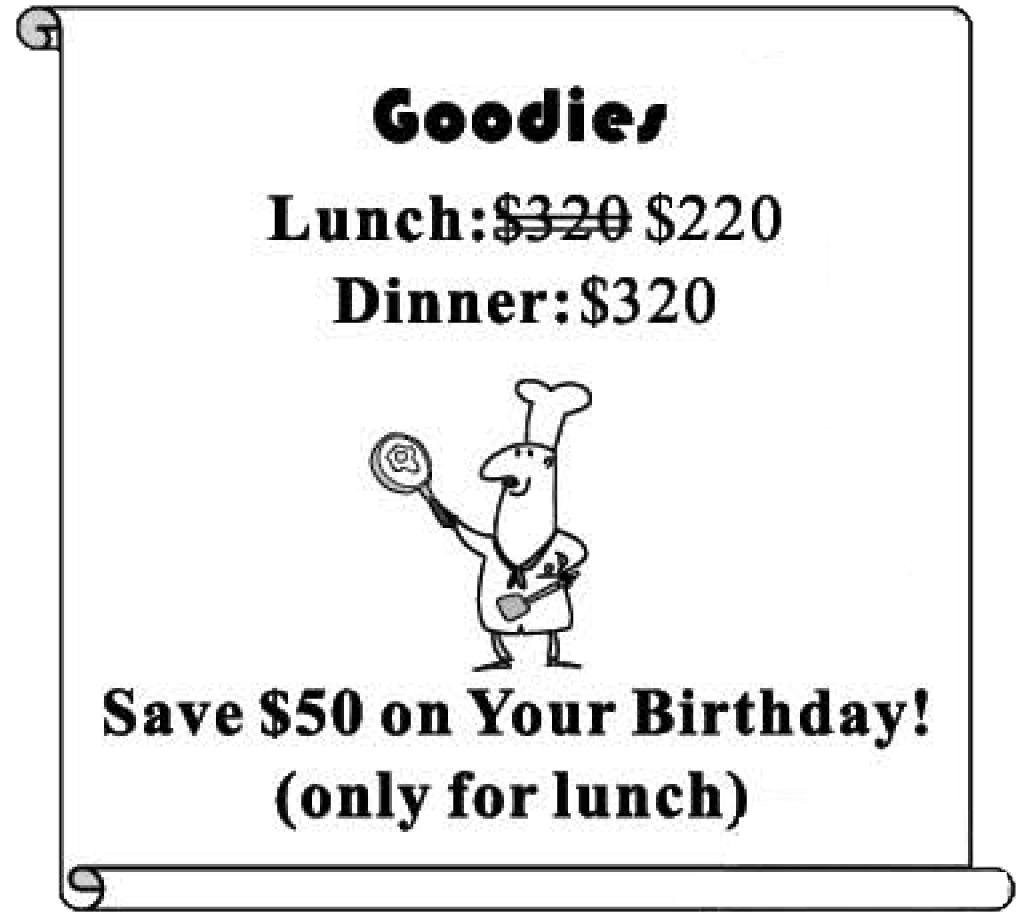 Goodies
Lunch:$320 $220
Dinner:$320
Save $50 on Your Birthday!
(only for lunch)